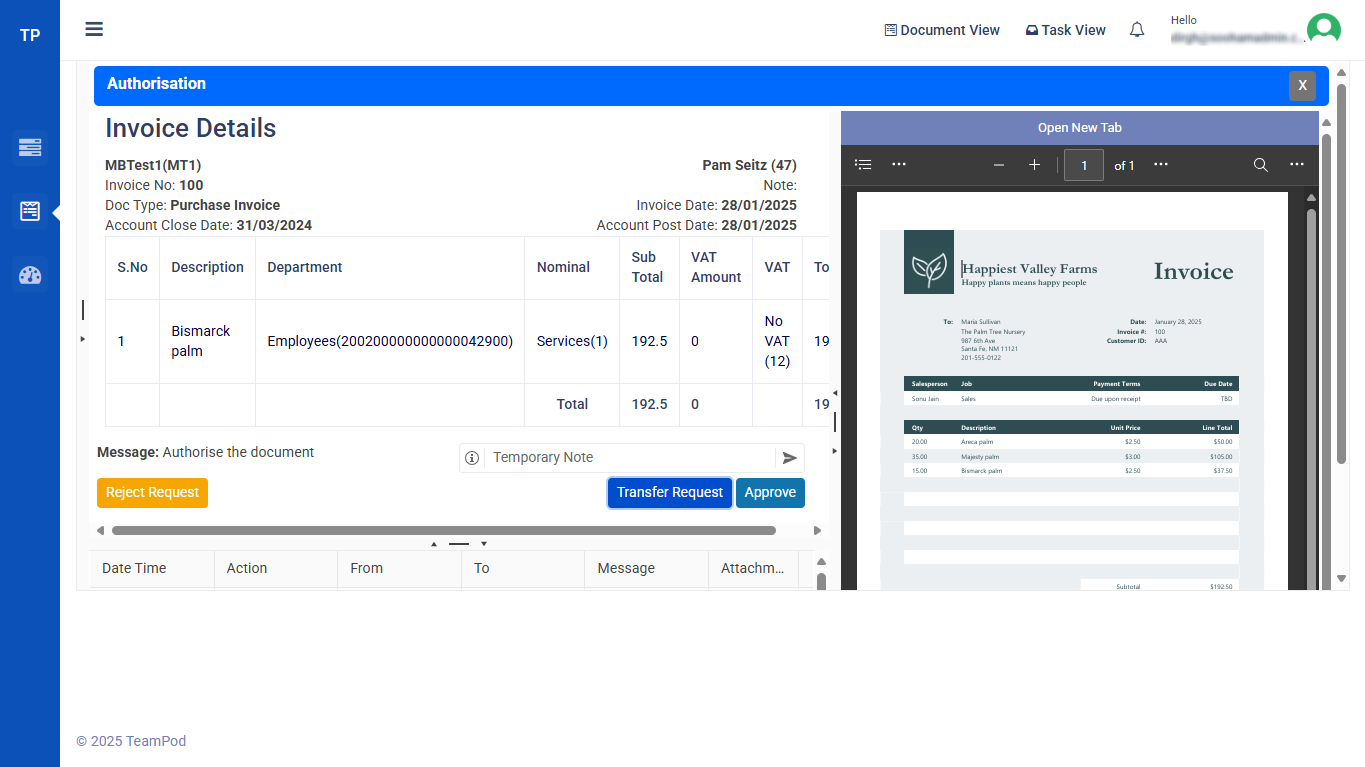 TP
Document View
Task View
Hello
Authorisation
X
Invoice Details
MBTest1(MT1)
Invoice No: 100
Doc Type: Purchase Invoice
Account Close Date: 31/03/2024
Pam Seitz (47)
Note:
Invoice Date: 28/01/2025
Account Post Date: 28/01/2025
S.No Description Department Nominal Sub Total VAT Amount VAT To
1 Bismarck palm Employees(200200000000000042900) Services(1) 192.5 0 No VAT (12) 19
Total 192.5 0 19
Message: Authorise the document
Temporary Note
Reject Request
Transfer Request
Approve
Date Time Action From To Message Attachm...
Open New Tab
1 of 1
Happiest Valley Farms
Happy plants means happy people
Invoice
To: Maria Sullivan
The Palm Tree Nursery
987 6th Ave
Santa Fe, NM 11121
201-555-0122
Date: January 28, 2025
Invoice #: 100
Customer ID: AAA
Salesperson Job Payment Terms Due Date
Sonu Jain Sales Due upon receipt TBD
Qty Description Unit Price Line Total
20.00 Areca palm $2.50 $50.00
35.00 Majesty palm $3.00 $105.00
15.00 Bismarck palm $2.50 $37.50
Subtotal $192.50
© 2025 TeamPod